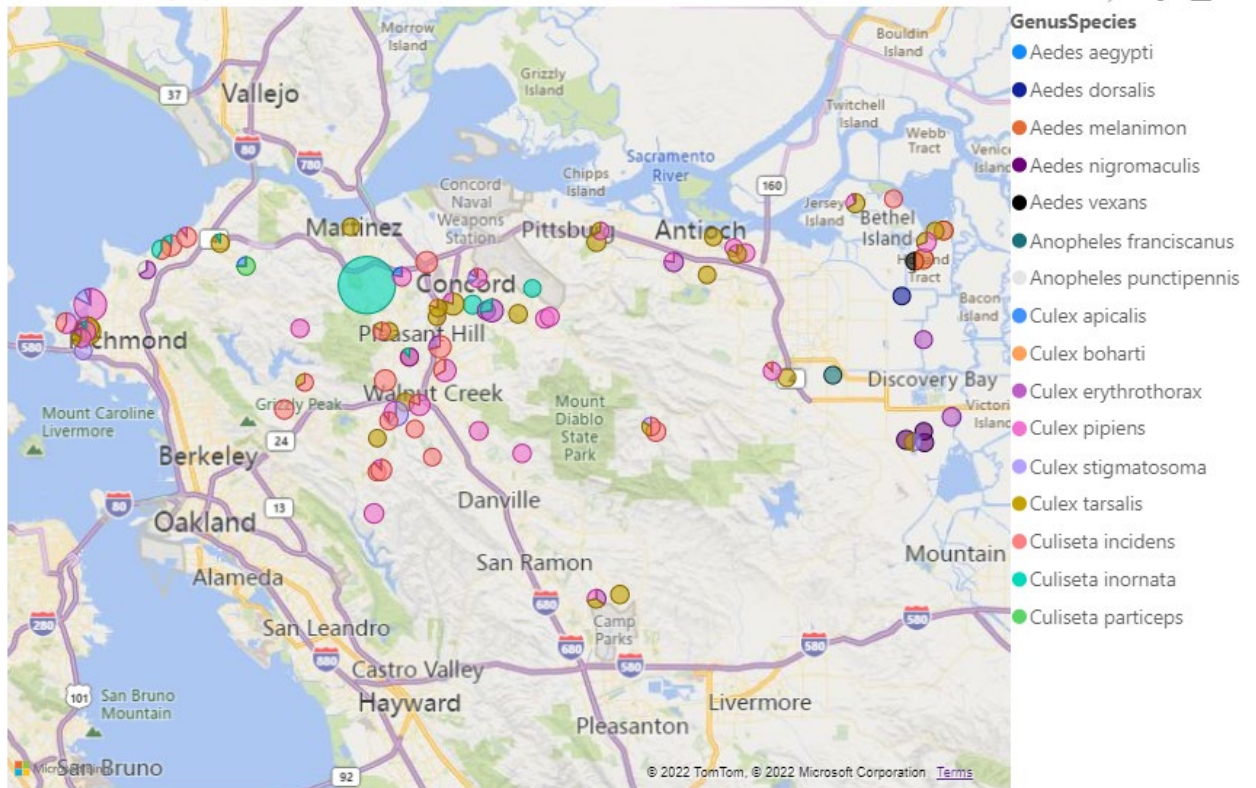 GenusSpecies
Aedes aegypti
Aedes dorsalis
Aedes melanimon
Aedes nigromaculis
Aedes vexans
Anopheles franciscanus
Anopheles punctipennis
Culex apicalis
Culex boharti
Culex erythrothorax
Culex pipiens
Culex stigmatosoma
Culex tarsalis
Culiseta incidens
Culiseta inornata
Culiseta particeps
Morrow
Island
Bouldin
Island
Grizzly
Island
37
Vallejo
Twitchell
Island
80
Webb
Tract
780
Sacramento
River
Chipps
Island
160
Concord
Naval
Weapons
Station
Jersey
Island
Bethel
Island
Martinez
Pittsburg
Antioch
Tract
Concord
Bacon
Island
580
Pleasant Hill
4
Discovery Bay
Walnut Creek
Grizzly Peak
Mount Caroline
Livermore
Mount
Diablo
State
Park
24
Berkeley
80
13
Danville
Oakland
Mountain
San Ramon
Alameda
680
Camp
Parks
280
San Leandro
580
880
680
580
580
Castro Valley
101
San Bruno
Mountain
Hayward
Livermore
Pleasanton
San Bruno
92
© 2022 TomTom, © 2022 Microsoft Corporation Terms